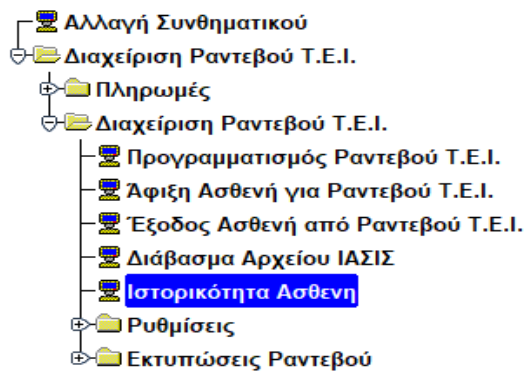 Αλλαγή Συνθηματικού
Διαχείριση Ραντεβού Τ.Ε.Ι.
Πληρωμές
Διαχείριση Ραντεβού Τ.Ε.Ι.
Προγραμματισμός Ραντεβού Τ.Ε.Ι.
Άφιξη Ασθενή για Ραντεβού Τ.Ε.Ι.
Έξοδος Ασθενή από Ραντεβού Τ.Ε.Ι.
Διάβασμα Αρχείου ΙΑΣΙΣ
Ιστορικότητα Ασθενη
Ρυθμίσεις
Εκτυπώσεις Ραντεβού